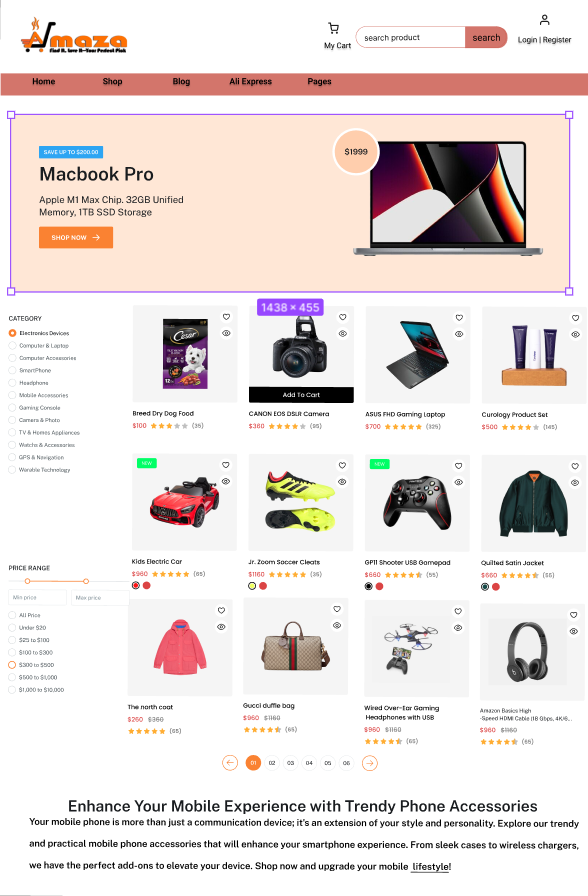 Amaza
Find it, love it-Your Perfect Pick
My Cart
search product
search
Login | Register
Home
Shop
Blog
Ali Express
Pages
SAVE UP TO $200.00
Macbook Pro
Apple M1 Max Chip. 32GB Unified
Memory, 1TB SSD Storage
SHOP NOW
$1999
1438 × 455
CATEGORY
Electronics Devices
Computer & Laptop
Computer Accessories
SmartPhone
Headphone
Mobile Accessories
Gaming Console
Camera & Photo
TV & Homes Appliances
Watchs & Accessories
GPS & Navigation
Warable Technology
Cesar
Breed Dry Dog Food
$100 (35)
Add To Cart
CANON EOS DSLR Camera
$360 (95)
ASUS FHD Gaming Laptop
$700 (325)
Curology Product Set
$500 (145)
NEW
Kids Electric Car
$960 (65)
Jr. Zoom Soccer Cleats
$1160 (35)
NEW
GP11 Shooter USB Gamepad
$660 (55)
Quilted Satin Jacket
$660 (55)
PRICE RANGE
Min price
Max price
All Price
Under $20
$25 to $100
$100 to $300
$300 to $500
$500 to $1,000
$1,000 to $10,000
The north coat
$260 $360
(65)
Gucci duffle bag
$960 $1160
(65)
Wired Over-Ear Gaming
Headphones with USB
$960 $1160
(65)
Amazon Basics High
-Speed HDMI Cable (18 Gbps, 4K/6...
$960 $1160
(65)
01
02
03
04
05
06
Enhance Your Mobile Experience with Trendy Phone Accessories
Your mobile phone is more than just a communication device; it's an extension of your style and personality. Explore our trendy
and practical mobile phone accessories that will enhance your smartphone experience. From sleek cases to wireless chargers,
we have the perfect add-ons to elevate your device. Shop now and upgrade your mobile lifestyle!